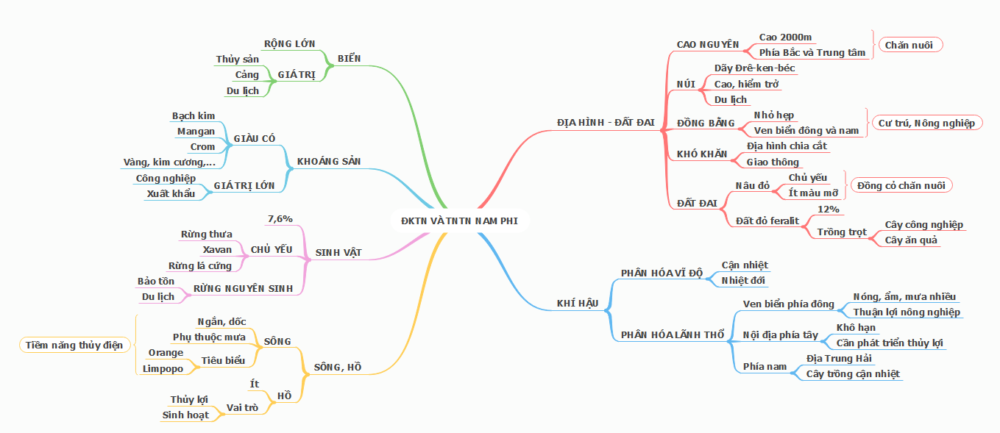 ĐKTN VÀ TNTN NAM PHI
ĐỊA HÌNH - ĐẤT ĐAI
CAO NGUYÊN
Cao 2000m
Phía Bắc và Trung tâm
Chăn nuôi
NÚI
Dãy Đrê-ken-béc
Cao, hiểm trở
Du lịch
ĐỒNG BẰNG
Nhỏ hẹp
Ven biển đông và nam
Cư trú, Nông nghiệp
KHÓ KHĂN
Địa hình chia cắt
Giao thông
ĐẤT ĐAI
Nâu đỏ
Chủ yếu
Ít màu mỡ
Đồng cỏ chăn nuôi
Đất đỏ feralit
12%
Trồng trọt
Cây công nghiệp
Cây ăn quả
KHÍ HẬU
PHÂN HÓA VĨ ĐỘ
Cận nhiệt
Nhiệt đới
PHÂN HÓA LÃNH THỔ
Ven biển phía đông
Nóng, ẩm, mưa nhiều
Thuận lợi nông nghiệp
Nội địa phía tây
Khô hạn
Cần phát triển thủy lợi
Phía nam
Địa Trung Hải
Cây trồng cận nhiệt
BIỂN
RỘNG LỚN
GIÁ TRỊ
Thủy sản
Cảng
Du lịch
KHOÁNG SẢN
GIÀU CÓ
Bạch kim
Mangan
Crom
Vàng, kim cương,...
GIÁ TRỊ LỚN
Công nghiệp
Xuất khẩu
SINH VẬT
7,6%
CHỦ YẾU
Rừng thưa
Xavan
Rừng lá cứng
RỪNG NGUYÊN SINH
Bảo tồn
Du lịch
SÔNG, HỒ
SÔNG
Ngắn, dốc
Phụ thuộc mưa
Tiêu biểu
Orange
Limpopo
Tiềm năng thủy điện
HỒ
Ít
Vai trò
Thủy lợi
Sinh hoạt